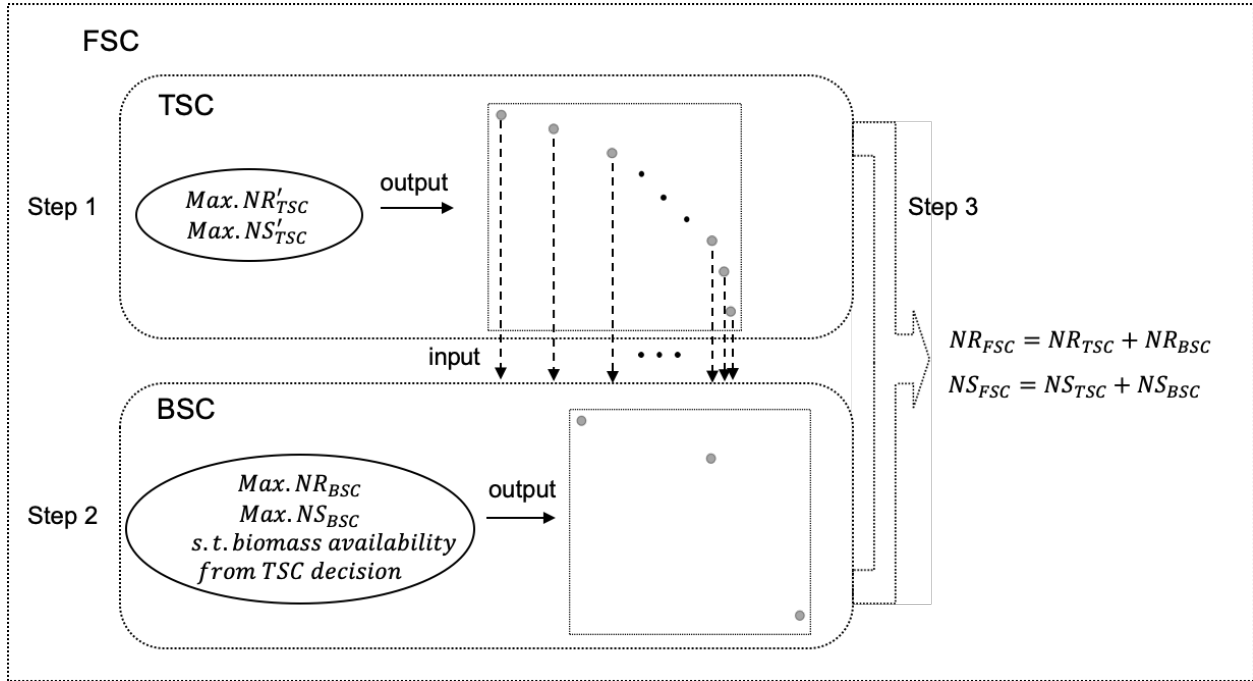 FSC
TSC
Step 1
Max. NR′TSC
Max. NS′TSC
output
Step 3
input
NRFSC = NRTSC + NRBSC
NSFSC = NSTSC + NSBSC
BSC
Step 2
Max. NRBSC
Max. NSBSC
s.t. biomass availability
from TSC decision
output